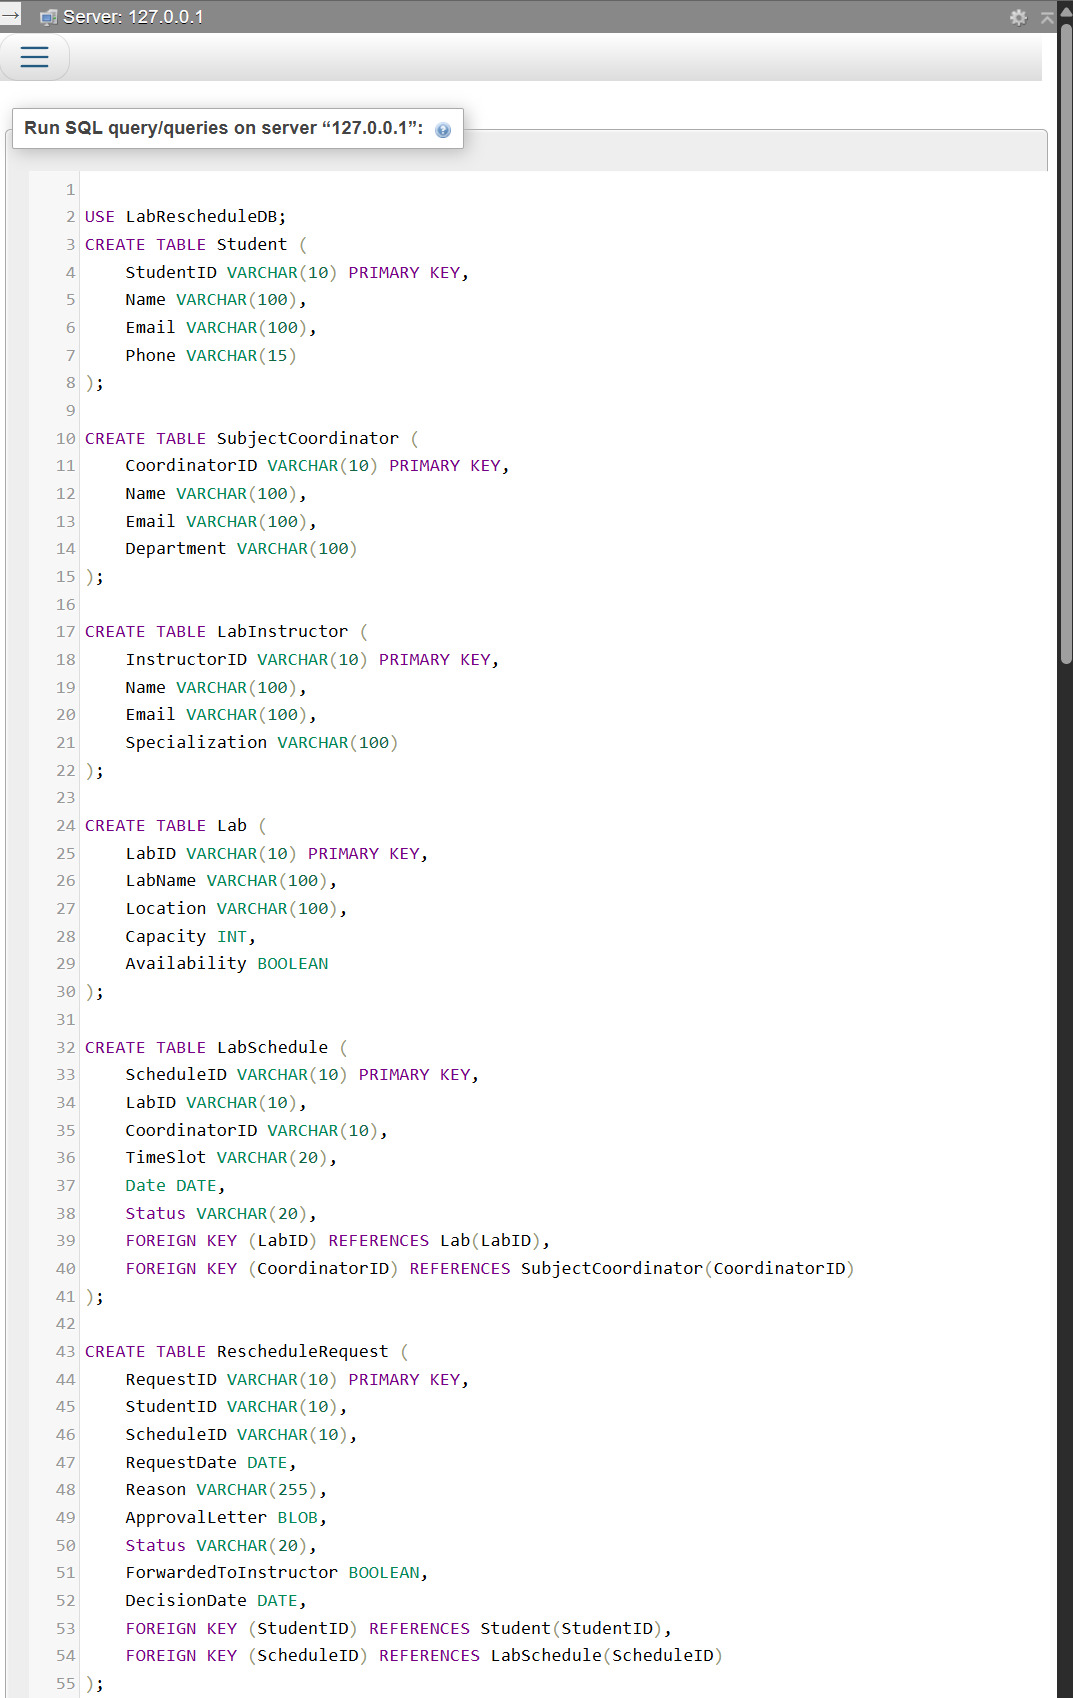 Server: 127.0.0.1
Run SQL query/queries on server “127.0.0.1”:
1
2 USE LabRescheduleDB;
3 CREATE TABLE Student (
4     StudentID VARCHAR(10) PRIMARY KEY,
5     Name VARCHAR(100),
6     Email VARCHAR(100),
7     Phone VARCHAR(15)
8 );
9
10 CREATE TABLE SubjectCoordinator (
11     CoordinatorID VARCHAR(10) PRIMARY KEY,
12     Name VARCHAR(100),
13     Email VARCHAR(100),
14     Department VARCHAR(100)
15 );
16
17 CREATE TABLE LabInstructor (
18     InstructorID VARCHAR(10) PRIMARY KEY,
19     Name VARCHAR(100),
20     Email VARCHAR(100),
21     Specialization VARCHAR(100)
22 );
23
24 CREATE TABLE Lab (
25     LabID VARCHAR(10) PRIMARY KEY,
26     LabName VARCHAR(100),
27     Location VARCHAR(100),
28     Capacity INT,
29     Availability BOOLEAN
30 );
31
32 CREATE TABLE LabSchedule (
33     ScheduleID VARCHAR(10) PRIMARY KEY,
34     LabID VARCHAR(10),
35     CoordinatorID VARCHAR(10),
36     TimeSlot VARCHAR(20),
37     Date DATE,
38     Status VARCHAR(20),
39     FOREIGN KEY (LabID) REFERENCES Lab(LabID),
40     FOREIGN KEY (CoordinatorID) REFERENCES SubjectCoordinator(CoordinatorID)
41 );
42
43 CREATE TABLE RescheduleRequest (
44     RequestID VARCHAR(10) PRIMARY KEY,
45     StudentID VARCHAR(10),
46     ScheduleID VARCHAR(10),
47     RequestDate DATE,
48     Reason VARCHAR(255),
49     ApprovalLetter BLOB,
50     Status VARCHAR(20),
51     ForwardedToInstructor BOOLEAN,
52     DecisionDate DATE,
53     FOREIGN KEY (StudentID) REFERENCES Student(StudentID),
54     FOREIGN KEY (ScheduleID) REFERENCES LabSchedule(ScheduleID)
55 );